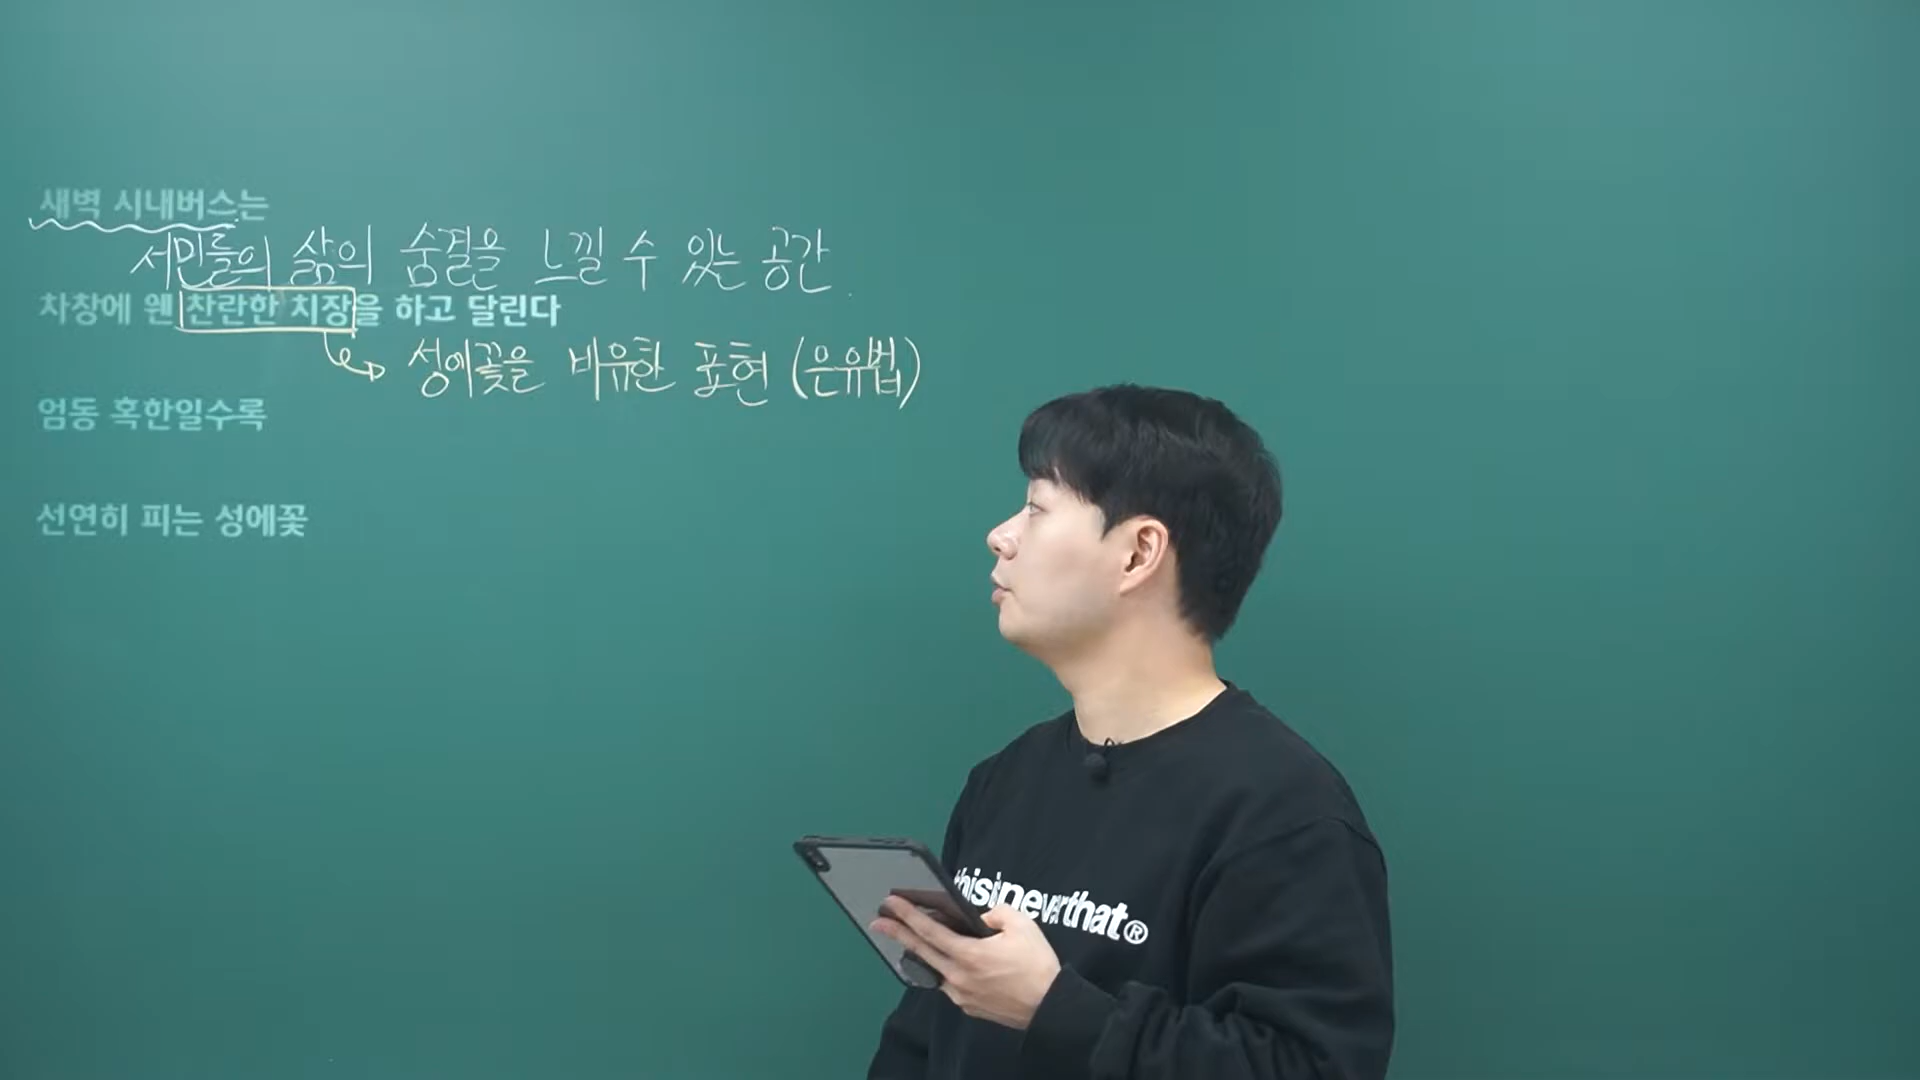 새벽 시내버스는
서민들의 삶의 숨결을 느낄 수 있는 공간.
차창에 웬 찬란한 치장을 하고 달린다
성에꽃을 비유한 표현 (은유법)
엄동 혹한일수록
선연히 피는 성에꽃
thisisneverthat®